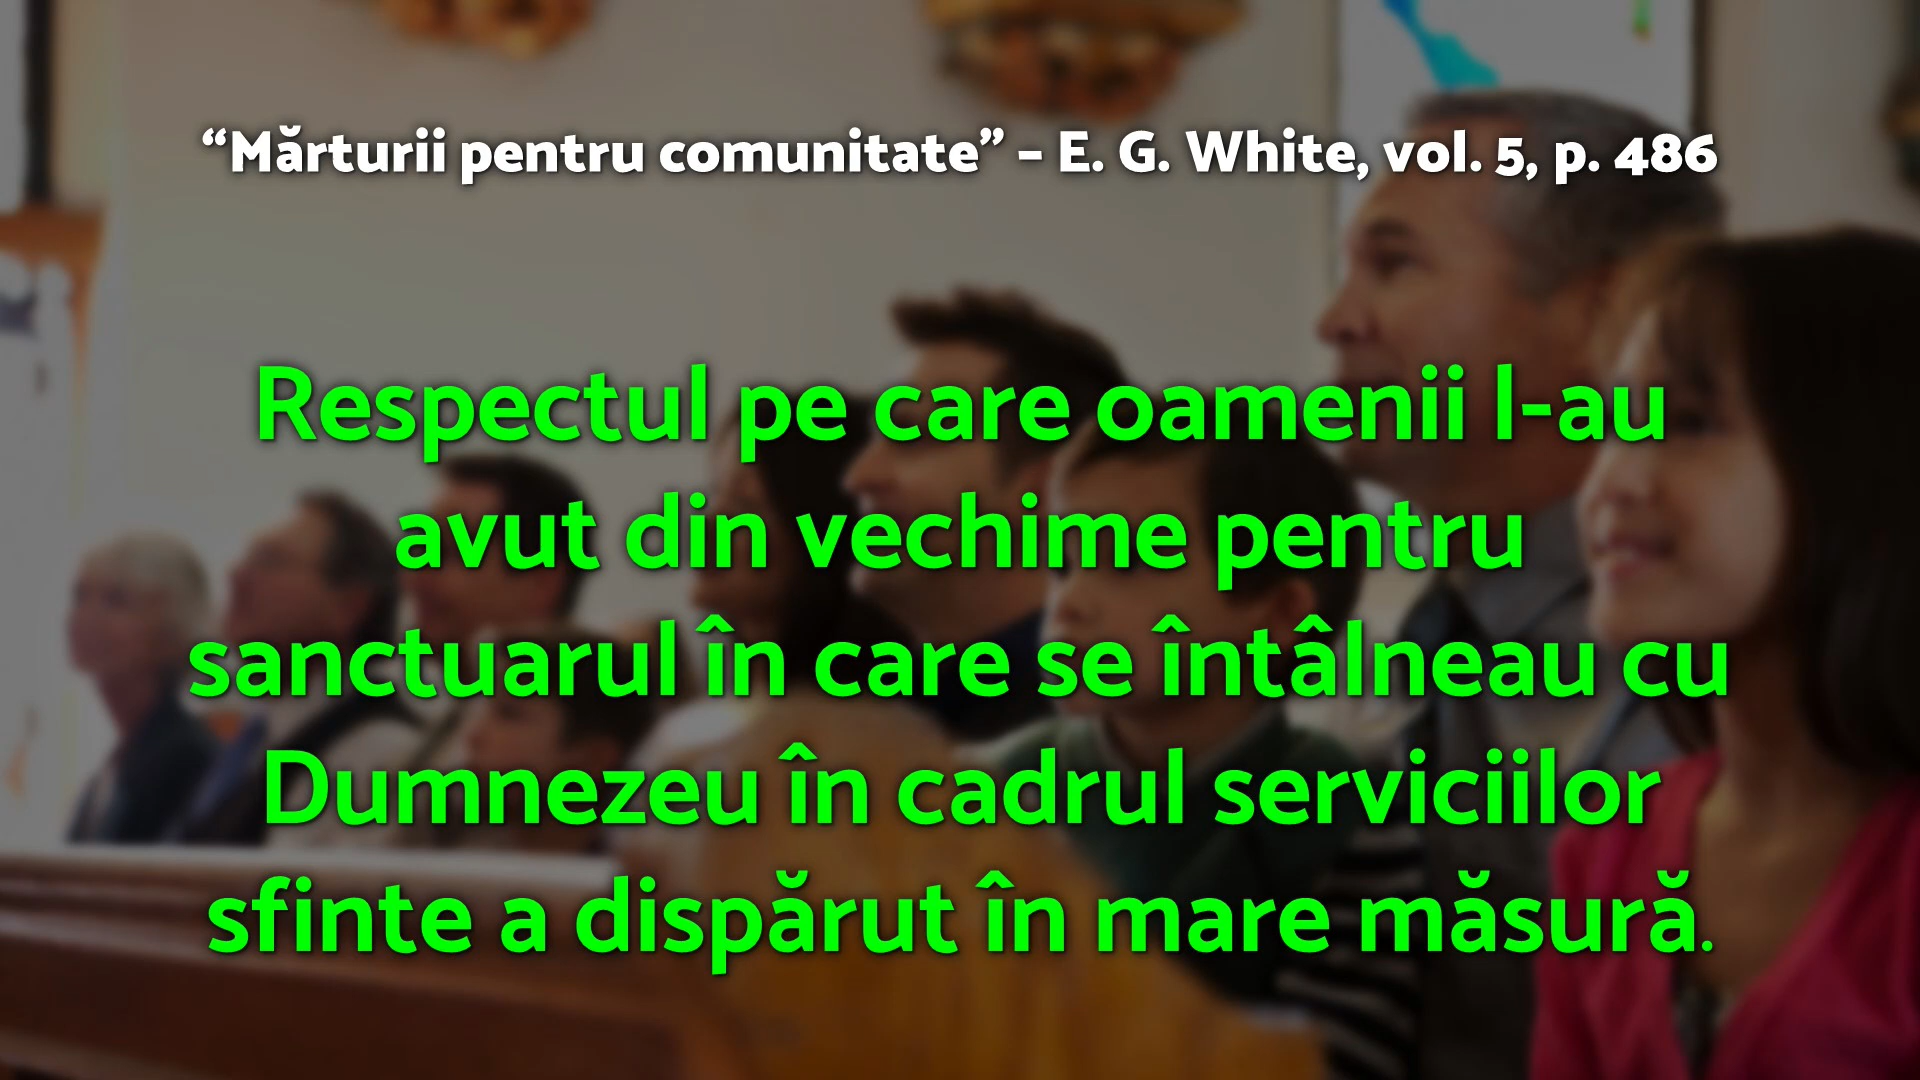 “Mărturii pentru comunitate” – E. G. White, vol. 5, p. 486
Respectul pe care oamenii l-au
avut din vechime pentru
sanctuarul în care se întâlneau cu
Dumnezeu în cadrul serviciilor
sfinte a dispărut în mare măsură.